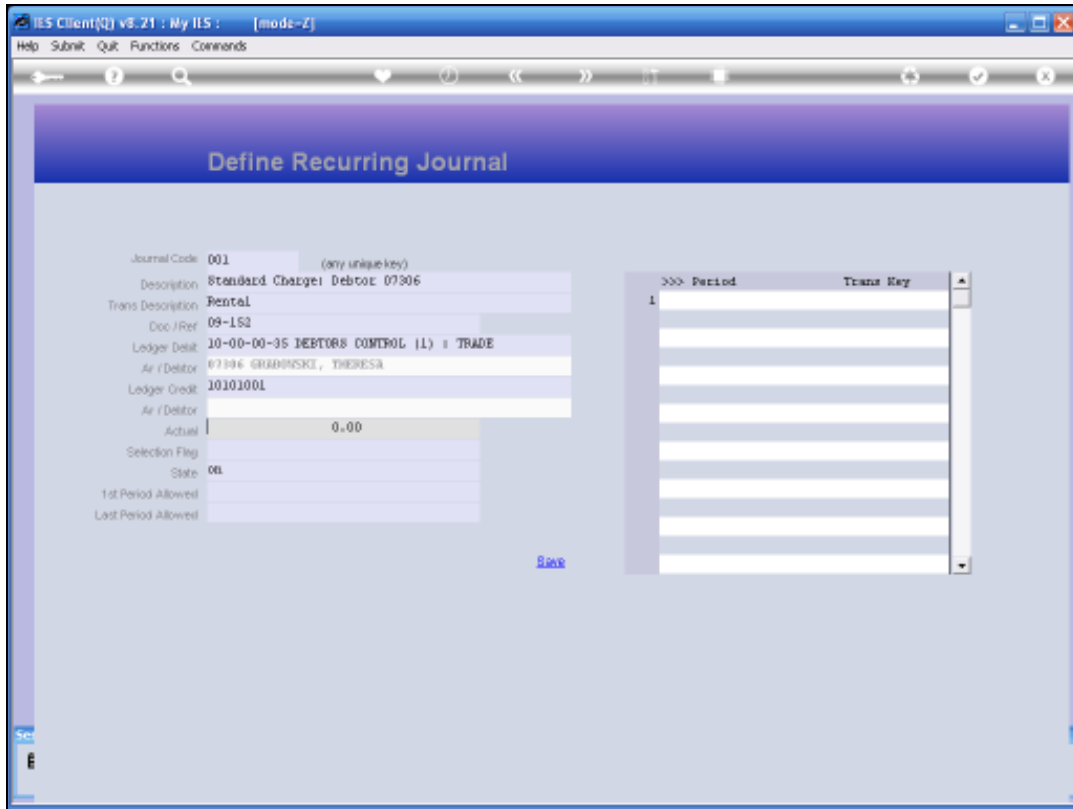 IES Client(Q) v8.21 : My IES : [mode-Z]
Help Submit Quit Functions Commands
Define Recurring Journal
Journal Code 001 (any unique key)
Description Standard Charge: Debtor 07306
Trans Description Rental
Doc / Ref 09-152
Ledger Debit 10-00-00-35 DEBTORS CONTROL (1) : TRADE
Ar / Debtor 07306 GRABOWSKI, THERESA
Ledger Credit 10101001
Ar / Debtor
Actual 0.00
Selection Flag
State on
1st Period Allowed
Last Period Allowed
Save
>>> Period Trans Key
1